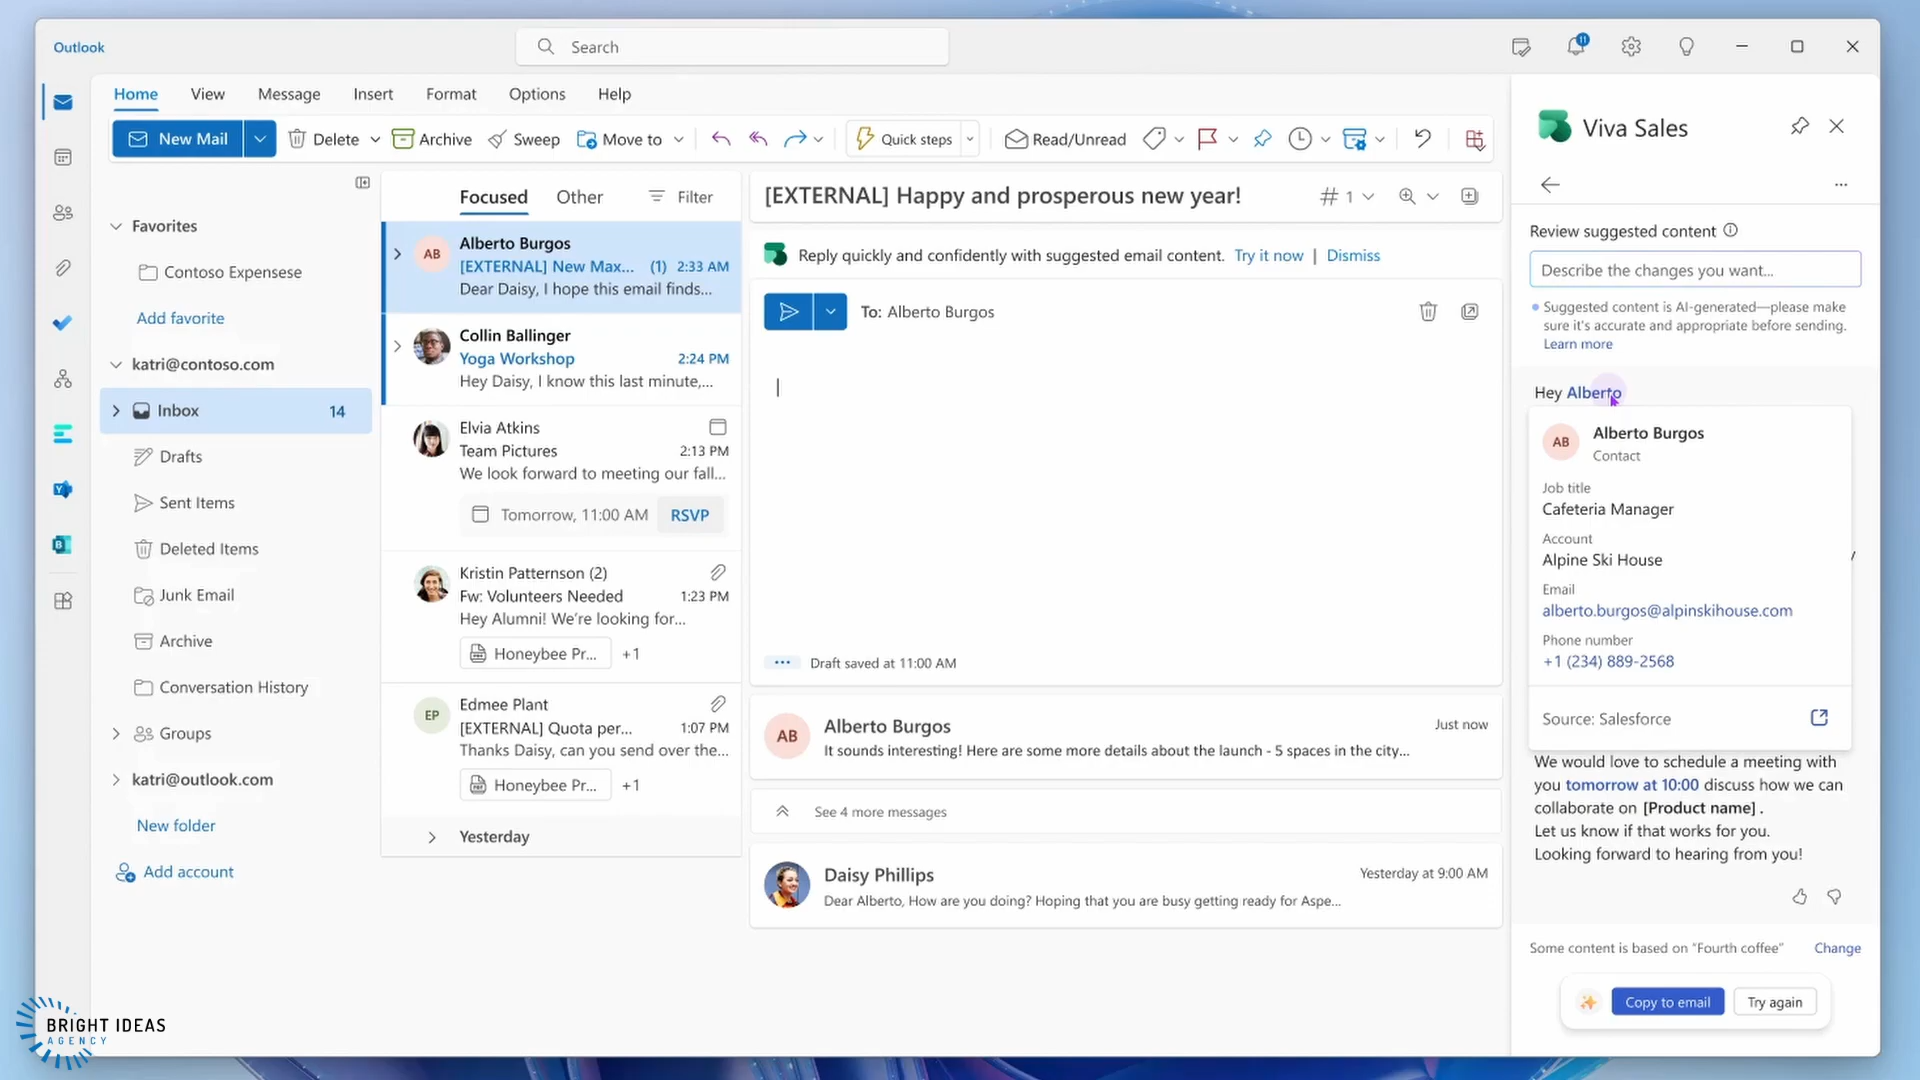 Outlook
Search
11
Home View Message Insert Format Options Help
New Mail Delete Archive Sweep Move to Quick steps Read/Unread
Favorites
Contoso Expensese
Add favorite
katri@contoso.com
Inbox 14
Drafts
Sent Items
Deleted Items
Junk Email
Archive
Conversation History
Groups
katri@outlook.com
New folder
Add account
Focused Other Filter
AB
Alberto Burgos
[EXTERNAL] New Max... (1) 2:33 AM
Dear Daisy, I hope this email finds...
Collin Ballinger
Yoga Workshop 2:24 PM
Hey Daisy, I know this last minute,...
Elvia Atkins
Team Pictures 2:13 PM
We look forward to meeting our fall...
Tomorrow, 11:00 AM RSVP
Kristin Patternson (2)
Fw: Volunteers Needed 1:23 PM
Hey Alumni! We're looking for...
Honeybee Pr... +1
EP
Edmee Plant
[EXTERNAL] Quota per... 1:07 PM
Thanks Daisy, can you send over the...
Honeybee Pr... +1
Yesterday
[EXTERNAL] Happy and prosperous new year! # 1
Reply quickly and confidently with suggested email content. Try it now | Dismiss
To: Alberto Burgos
... Draft saved at 11:00 AM
AB
Alberto Burgos Just now
It sounds interesting! Here are some more details about the launch - 5 spaces in the city...
See 4 more messages
Daisy Phillips Yesterday at 9:00 AM
Dear Alberto, How are you doing? Hoping that you are busy getting ready for Aspe...
Viva Sales
...
Review suggested content
Describe the changes you want...
Suggested content is AI-generated—please make
sure it's accurate and appropriate before sending.
Learn more
Hey Alberto
AB
Alberto Burgos
Contact
Job title
Cafeteria Manager
Account
Alpine Ski House
Email
alberto.burgos@alpinskihouse.com
Phone number
+1 (234) 889-2568
Source: Salesforce
We would love to schedule a meeting with
you tomorrow at 10:00 discuss how we can
collaborate on [Product name] .
Let us know if that works for you.
Looking forward to hearing from you!
Some content is based on "Fourth coffee" Change
Copy to email Try again
BRIGHT IDEAS
AGENCY